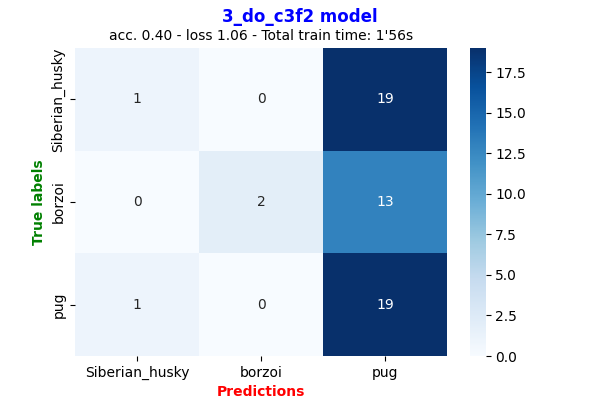 3_do_c3f2 model
acc. 0.40 - loss 1.06 - Total train time: 1'56s
True labels
Siberian_husky
borzoi
pug
1 0 19
0 2 13
1 0 19
Siberian_husky borzoi pug
Predictions
17.5
15.0
12.5
10.0
7.5
5.0
2.5
0.0